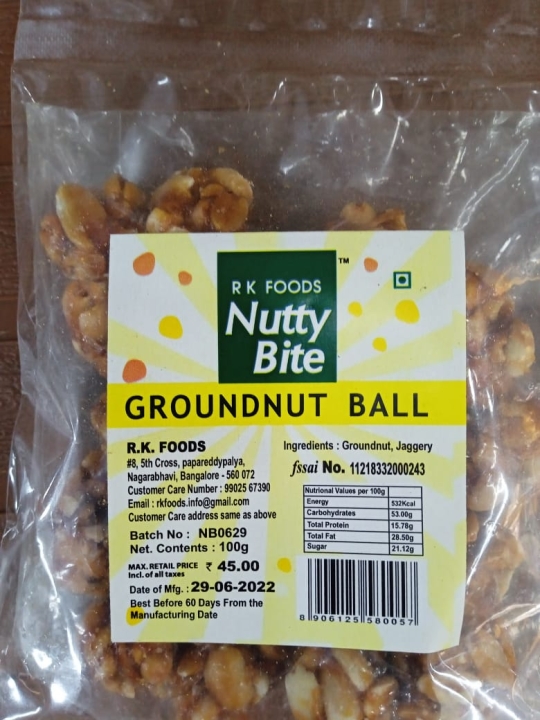 R K FOODS
TM
Nutty
Bite
GROUNDNUT BALL
R.K. FOODS
#8, 5th Cross, papareddypalya,
Nagarabhavi, Bangalore - 560 072
Customer Care Number : 99025 67390
Email : rkfoods.info@gmail.com
Customer Care address same as above
Batch No : NB0629
Net. Contents : 100g
MAX. RETAIL PRICE ₹ 45.00
Incl. of all taxes
Date of Mfg. : 29-06-2022
Best Before 60 Days From the
Manufacturing Date
Ingredients : Groundnut, Jaggery
fssai No. 11218332000243
Nutrional Values per 100g
Energy 532Kcal
Carbohydrates 53.00g
Total Protein 15.78g
Total Fat 28.50g
Sugar 21.12g
8 906125 580057